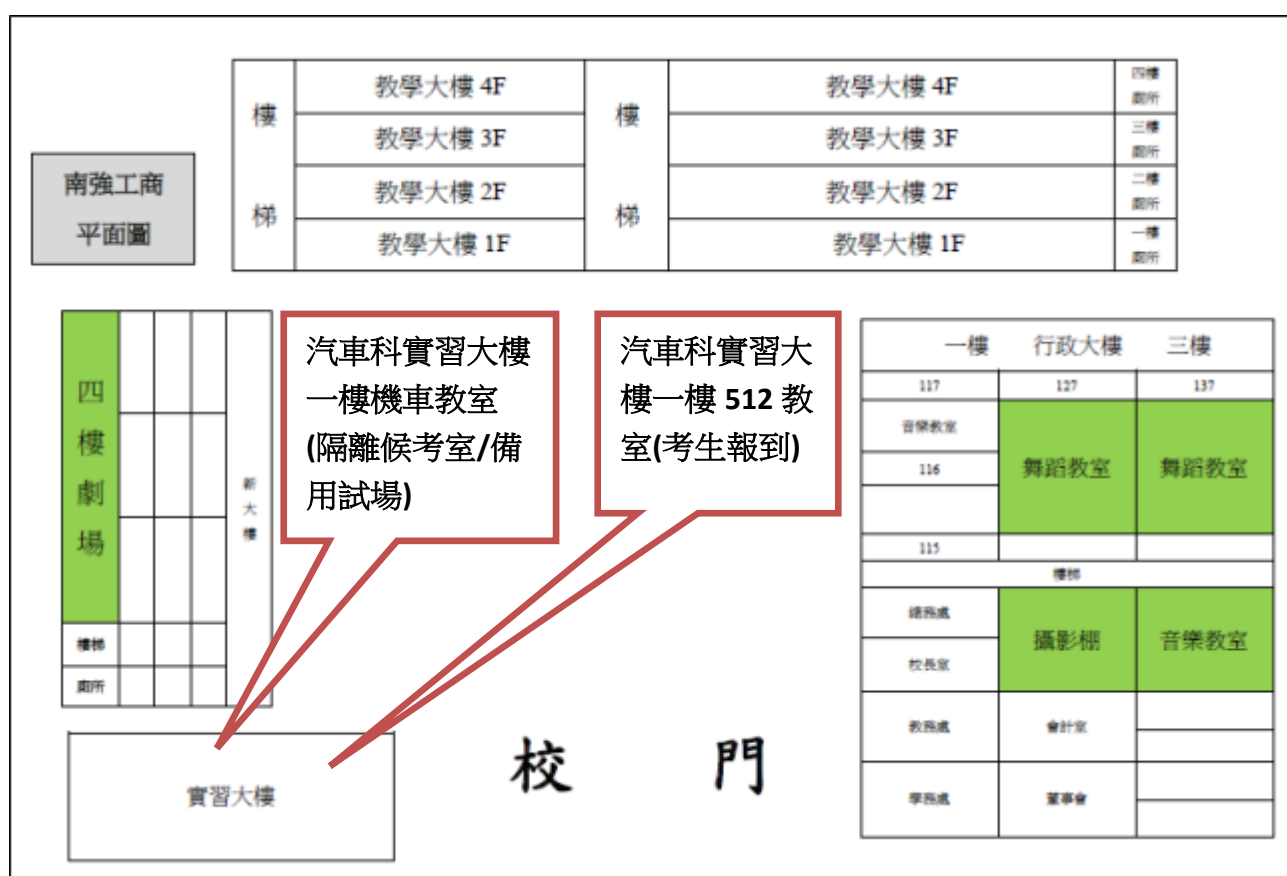 南強工商
平面圖
樓
梯
教學大樓 4F
教學大樓 3F
教學大樓 2F
教學大樓 1F
樓
梯
教學大樓 4F
教學大樓 3F
教學大樓 2F
教學大樓 1F
四樓
廁所
三樓
廁所
二樓
廁所
一樓
廁所
四
樓
劇
場
樓梯
廁所
新
大
樓
汽車科實習大樓
一樓機車教室
(隔離候考室/備
用試場)
汽車科實習大
樓一樓 512 教
室(考生報到)
一樓 行政大樓 三樓
117 127 137
音樂教室
116
舞蹈教室 舞蹈教室
115
樓梯
總務處
校長室
攝影棚 音樂教室
教務處 會計室
學務處 董事會
實習大樓
校 門